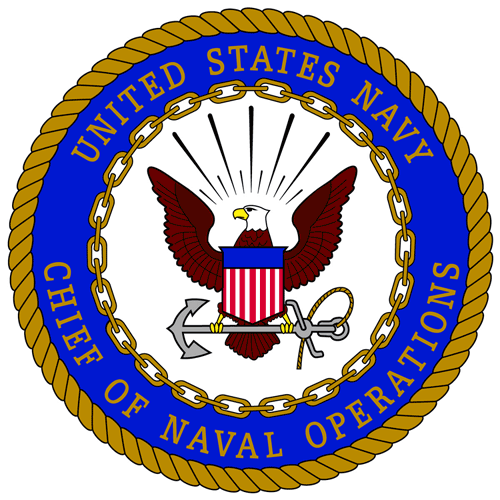 UNITED STATES NAVY
CHIEF OF NAVAL OPERATIONS